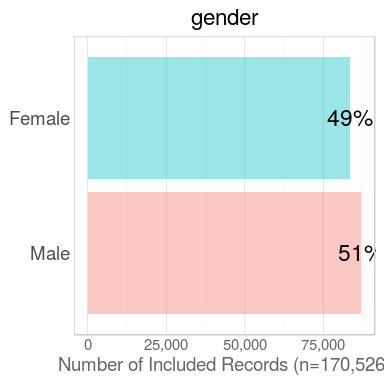 gender
Female
49%
Male
51%
0
25,000
50,000
75,000
Number of Included Records (n=170,526